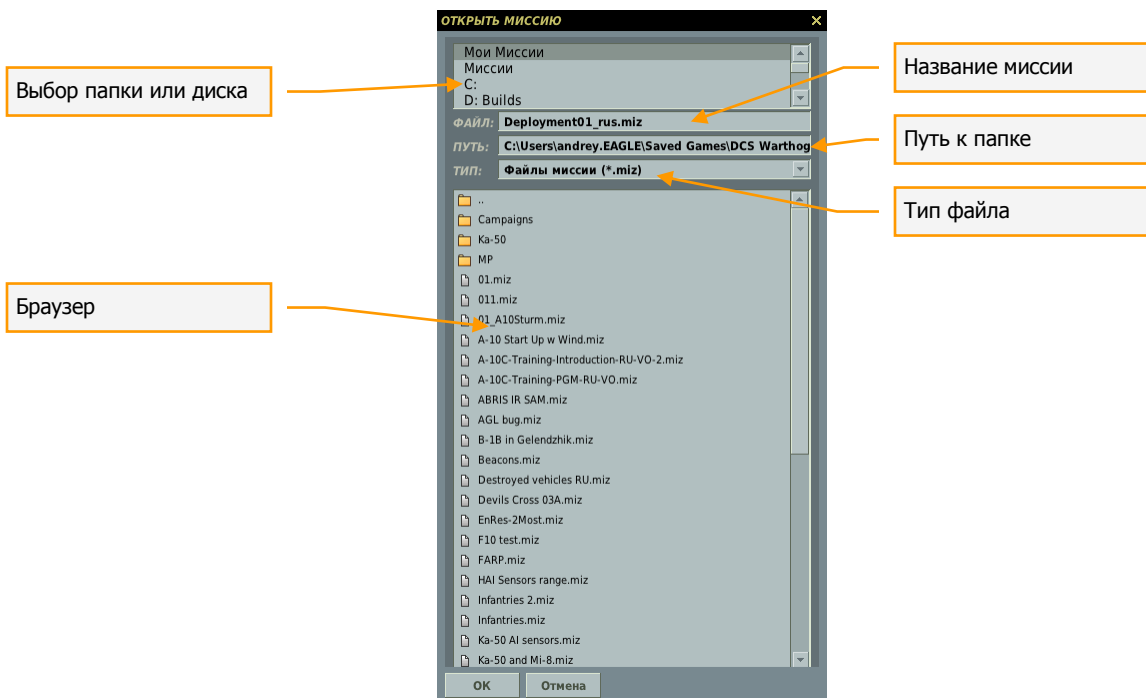 ОТКРЫТЬ МИССИЮ
Мои Миссии
Миссии
C:
D: Builds
ФАЙЛ: Deployment01_rus.miz
ПУТЬ: C:\Users\andrey.EAGLE\Saved Games\DCS Warthog
ТИП: Файлы миссии (*.miz)
..
Campaigns
Ka-50
MP
01.miz
011.miz
01_A10Sturm.miz
A-10 Start Up w Wind.miz
A-10C-Training-Introduction-RU-VO-2.miz
A-10C-Training-PGM-RU-VO.miz
ABRIS IR SAM.miz
AGL bug.miz
B-1B in Gelendzhik.miz
Beacons.miz
Destroyed vehicles RU.miz
Devils Cross 03A.miz
EnRes-2Most.miz
F10 test.miz
FARP.miz
HAI Sensors range.miz
Infantries 2.miz
Infantries.miz
Ka-50 AI sensors.miz
Ka-50 and Mi-8.miz
ОК
Отмена
Выбор папки или диска
Браузер
Название миссии
Путь к папке
Тип файла